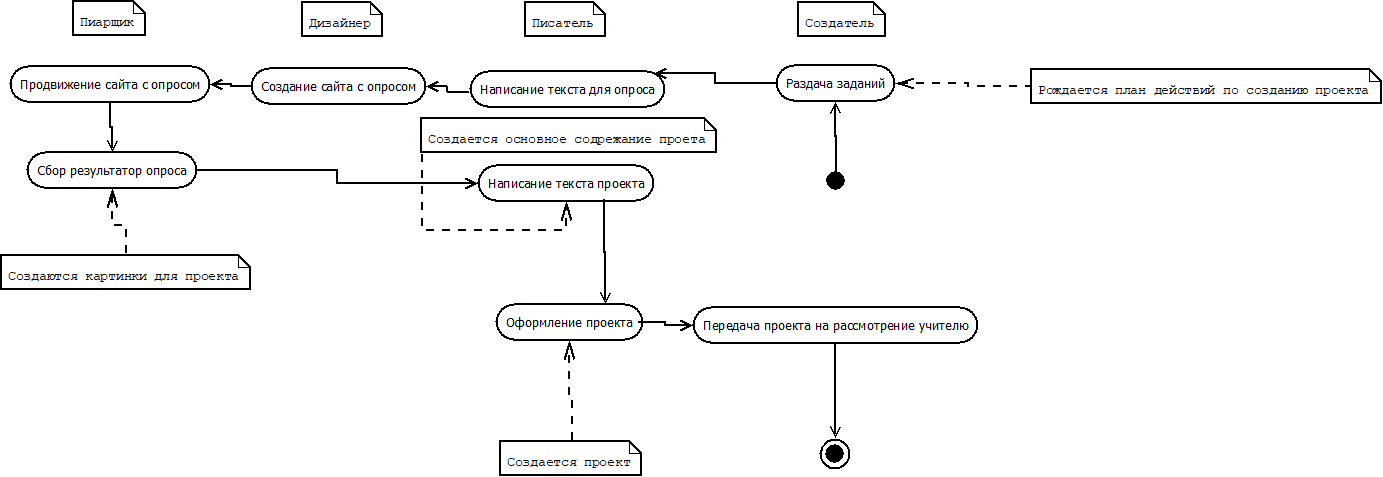 Пиарщик
Дизайнер
Писатель
Создатель
Продвижение сайта с опросом
Создание сайта с опросом
Написание текста для опроса
Раздача заданий
Рождается план действий по созданию проекта
Создается основное содрежание проета
Сбор результатор опроса
Написание текста проекта
Создаются картинки для проекта
Оформление проекта
Передача проекта на рассмотрение учителю
Создается проект